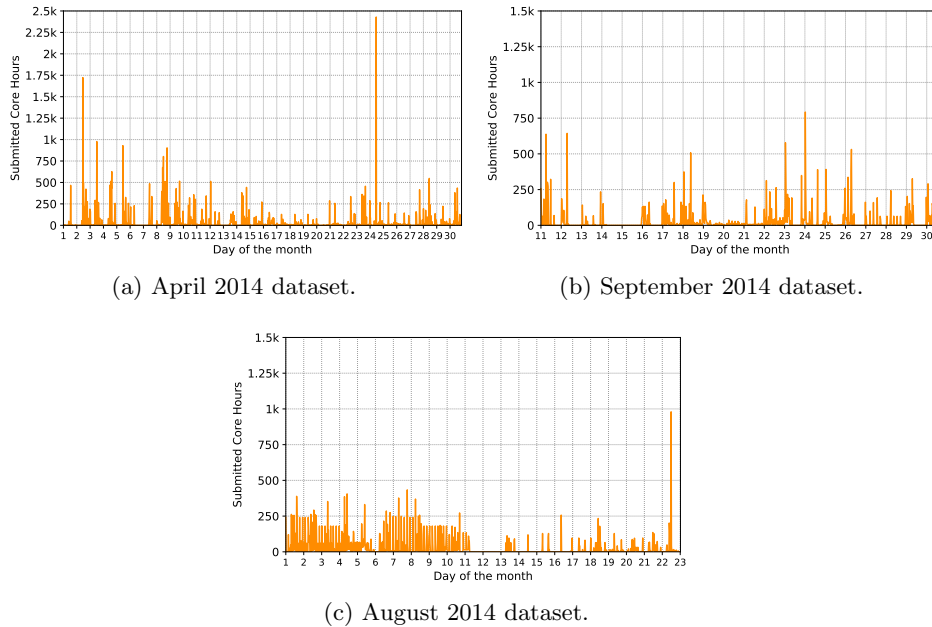 2.5k
2.25k
2k
1.75k
1.5k
1.25k
1k
750
500
250
0
Submitted Core Hours
1 2 3 4 5 6 7 8 9 10 11 12 13 14 15 16 17 18 19 20 21 22 23 24 25 26 27 28 29 30
Day of the month
(a) April 2014 dataset.
1.5k
1.25k
1k
750
500
250
0
Submitted Core Hours
11 12 13 14 15 16 17 18 19 20 21 22 23 24 25 26 27 28 29 30
Day of the month
(b) September 2014 dataset.
1.5k
1.25k
1k
750
500
250
0
Submitted Core Hours
1 2 3 4 5 6 7 8 9 10 11 12 13 14 15 16 17 18 19 20 21 22 23
Day of the month
(c) August 2014 dataset.